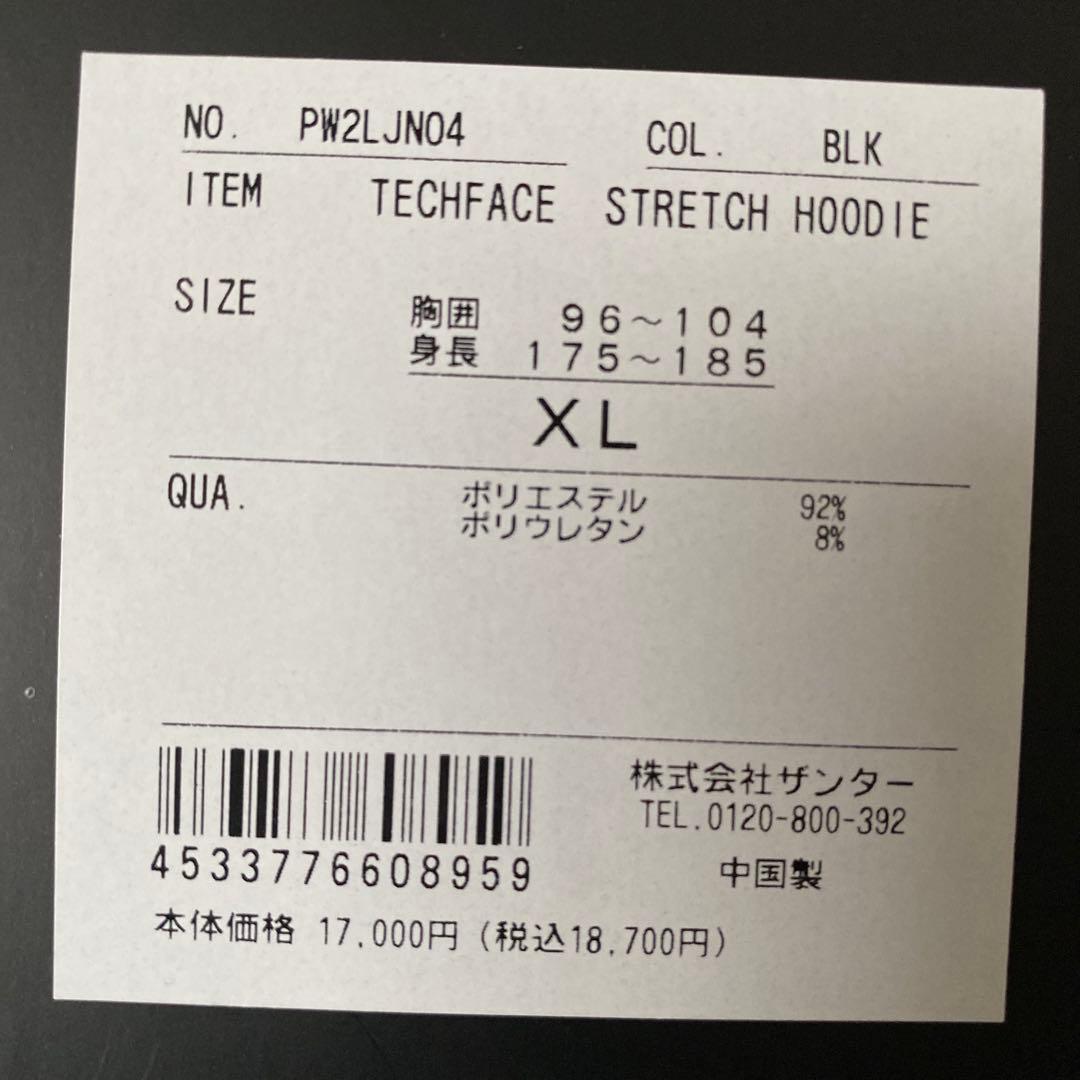 NO. PW2LJN04 COL. BLK
ITEM TECHFACE STRETCH HOODIE
SIZE 胸囲 96～104
身長 175～185
XL
QUA. ポリエステル 92%
ポリウレタン 8%
株式会社ザンター
TEL.0120-800-392
4533776608959 中国製
本体価格 17,000円 (税込18,700円)